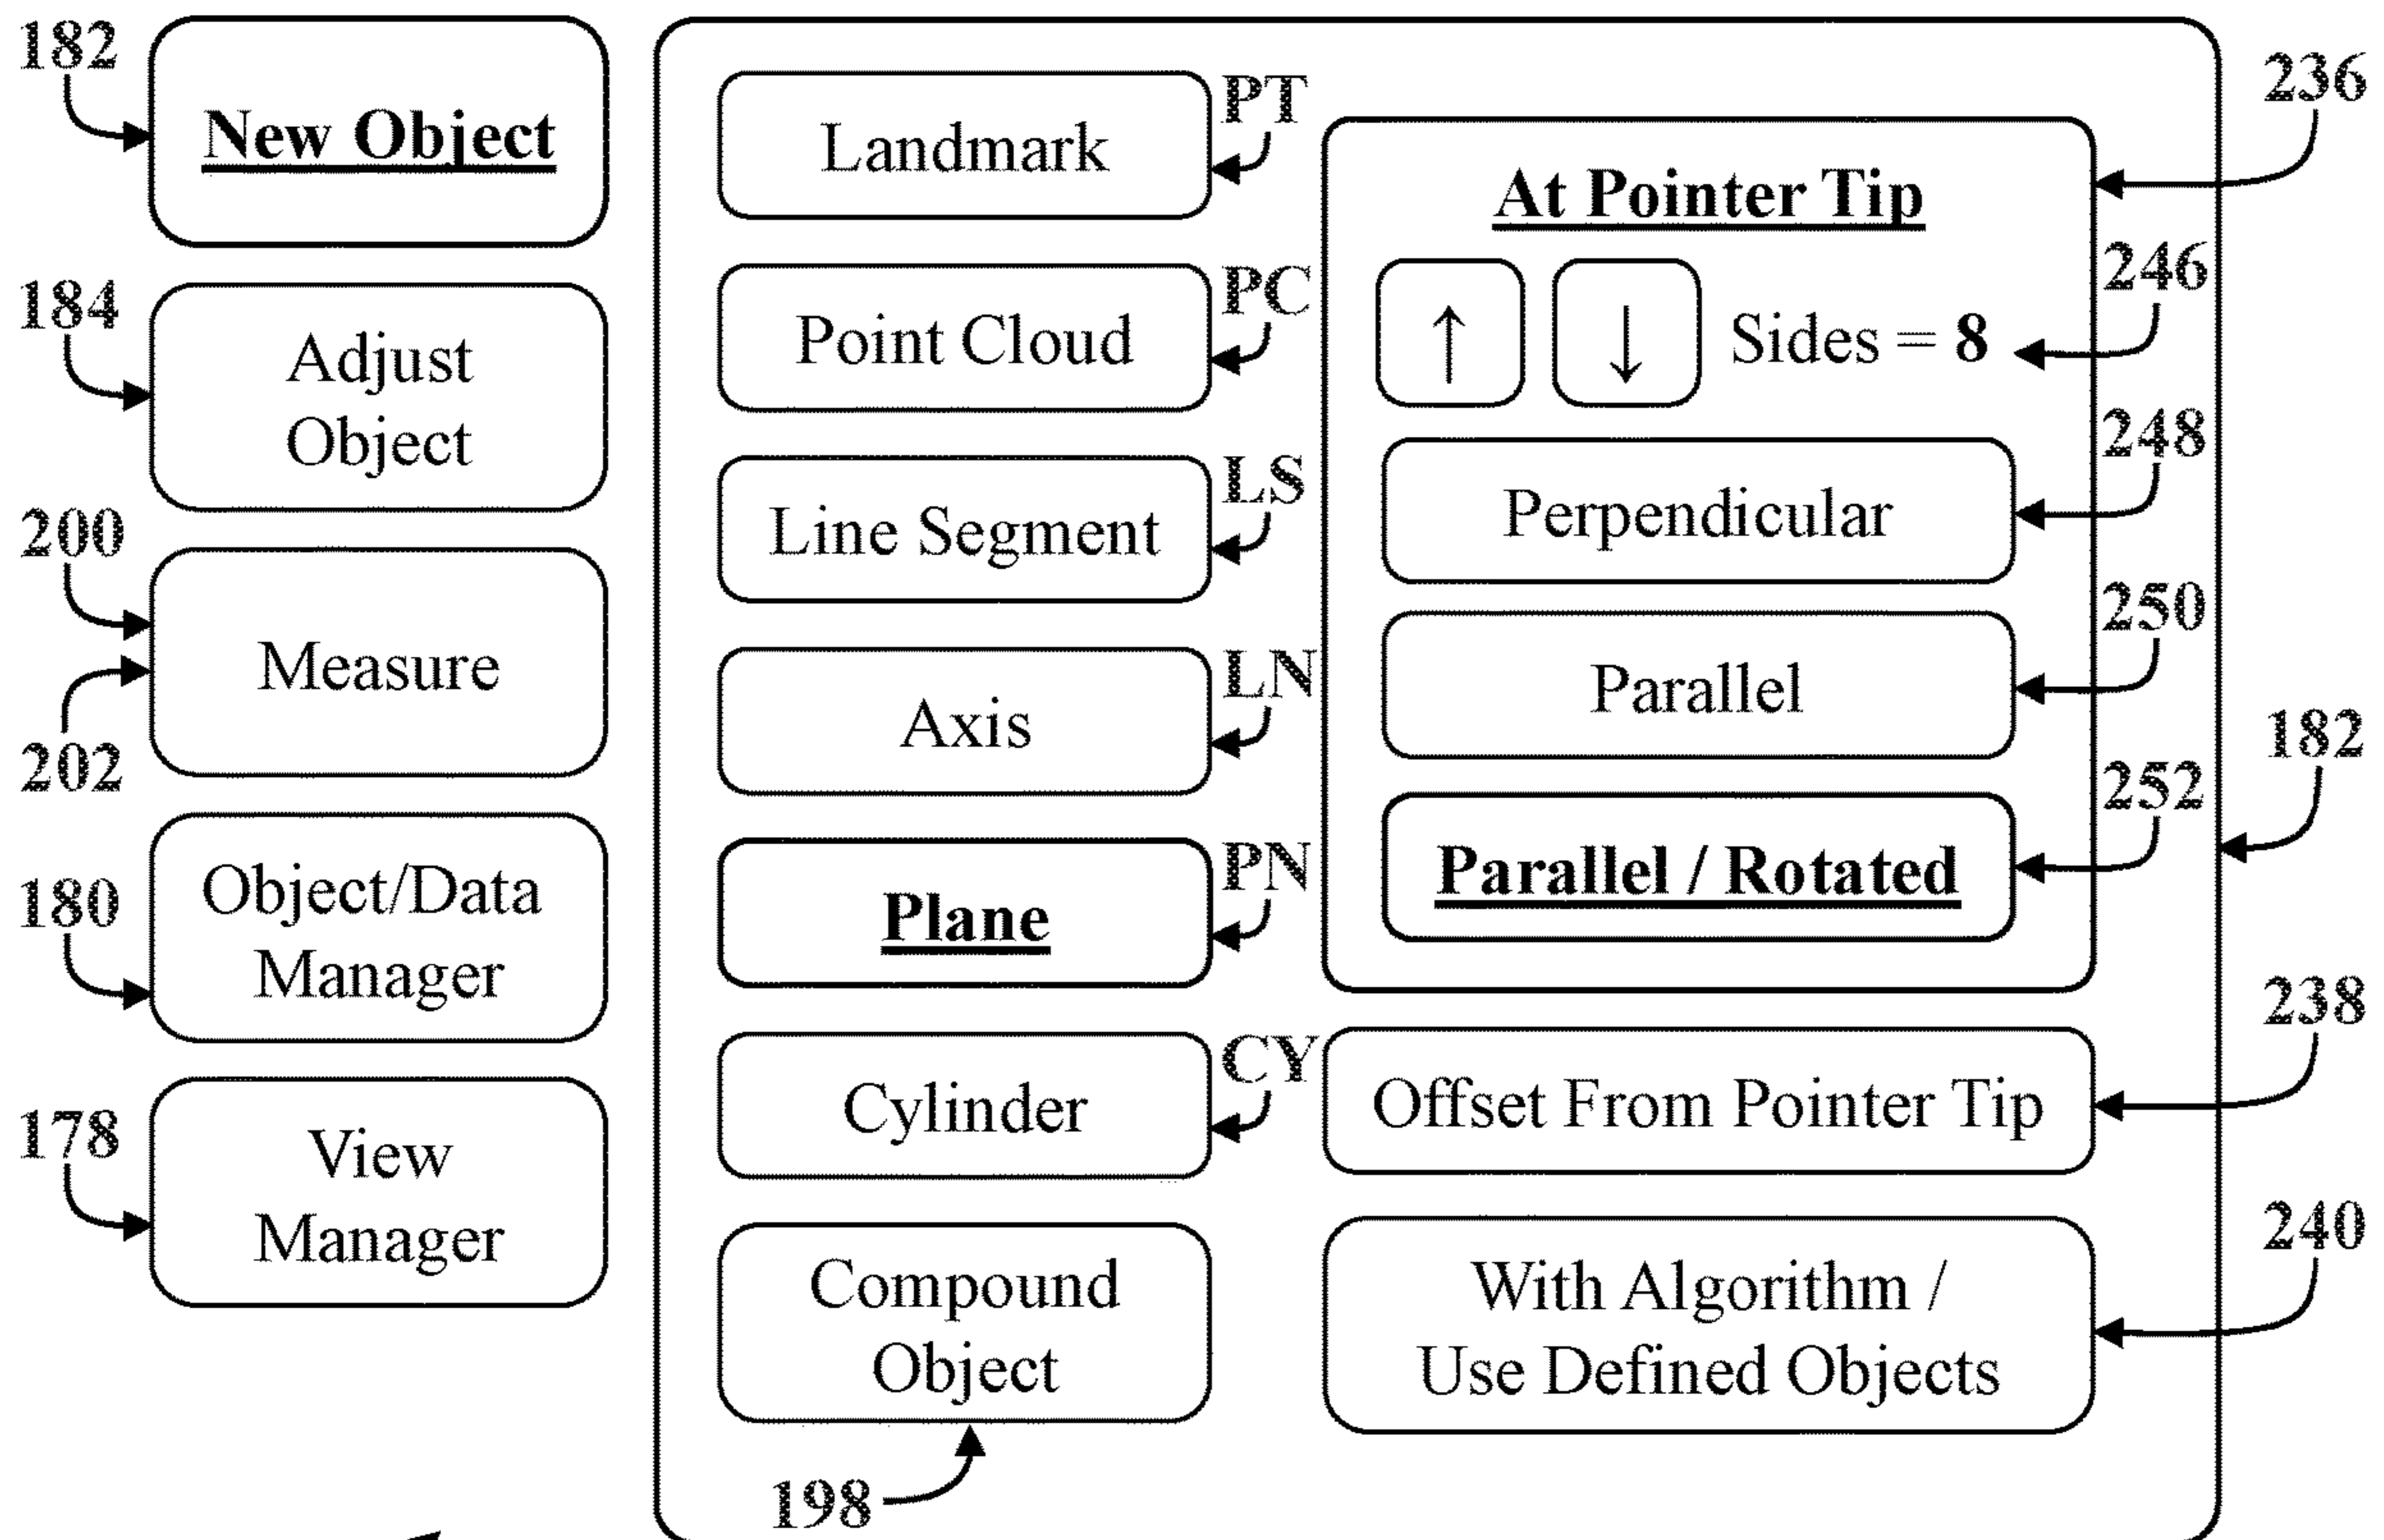 182
New Object
184
Adjust
Object
200
Measure
202
180
Object/Data
Manager
178
View
Manager
Landmark
PT
Point Cloud
PC
Line Segment
LS
Axis
LN
Plane
PN
Cylinder
CY
Compound
Object
198
236
At Pointer Tip
↑ ↓ Sides = 8
246
Perpendicular
248
Parallel
250
Parallel / Rotated
252
182
Offset From Pointer Tip
238
With Algorithm /
Use Defined Objects
240